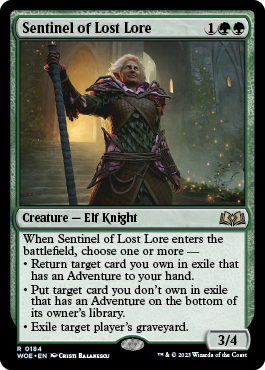 Sentinel of Lost Lore 1
Creature — Elf Knight
When Sentinel of Lost Lore enters the
battlefield, choose one or more —
• Return target card you own in exile that
has an Adventure to your hand.
• Put target card you don't own in exile
that has an Adventure on the bottom of
its owner's library.
• Exile target player's graveyard.
3/4
R 0184
WOE • EN Cristi Balanescu
™ & © 2023 Wizards of the Coast